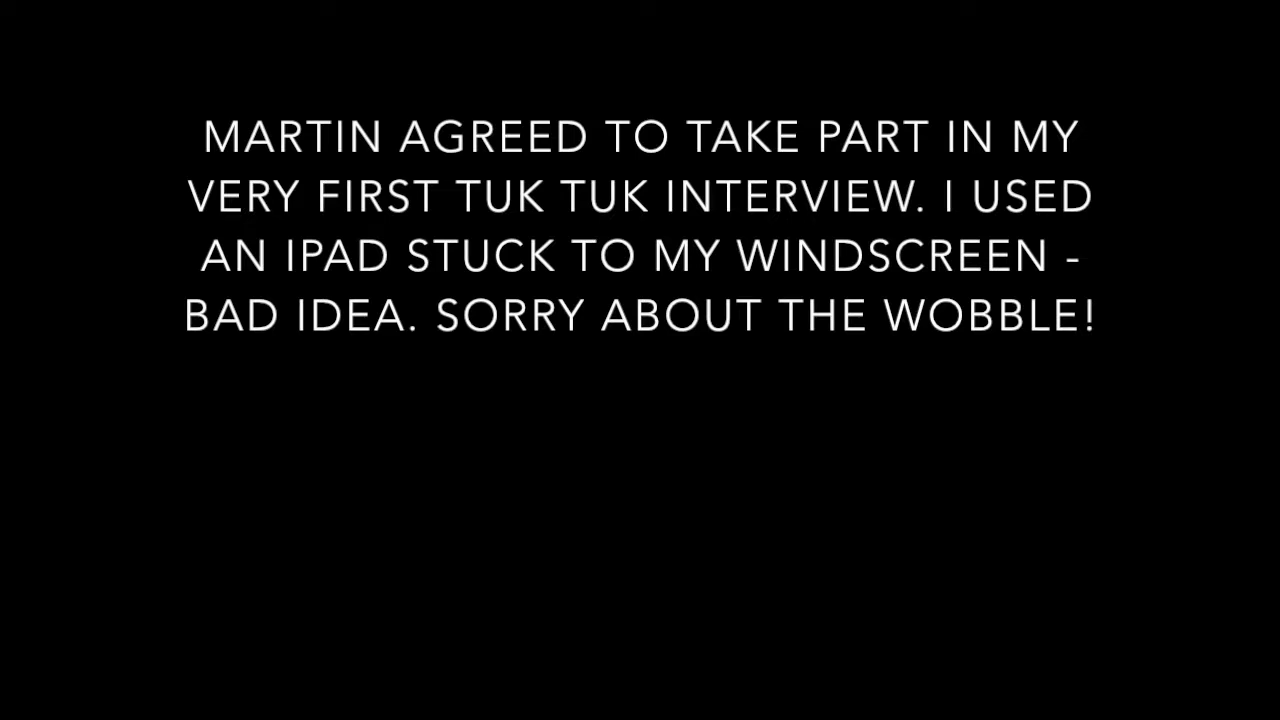 MARTIN AGREED TO TAKE PART IN MY
VERY FIRST TUK TUK INTERVIEW. I USED
AN IPAD STUCK TO MY WINDSCREEN -
BAD IDEA. SORRY ABOUT THE WOBBLE!